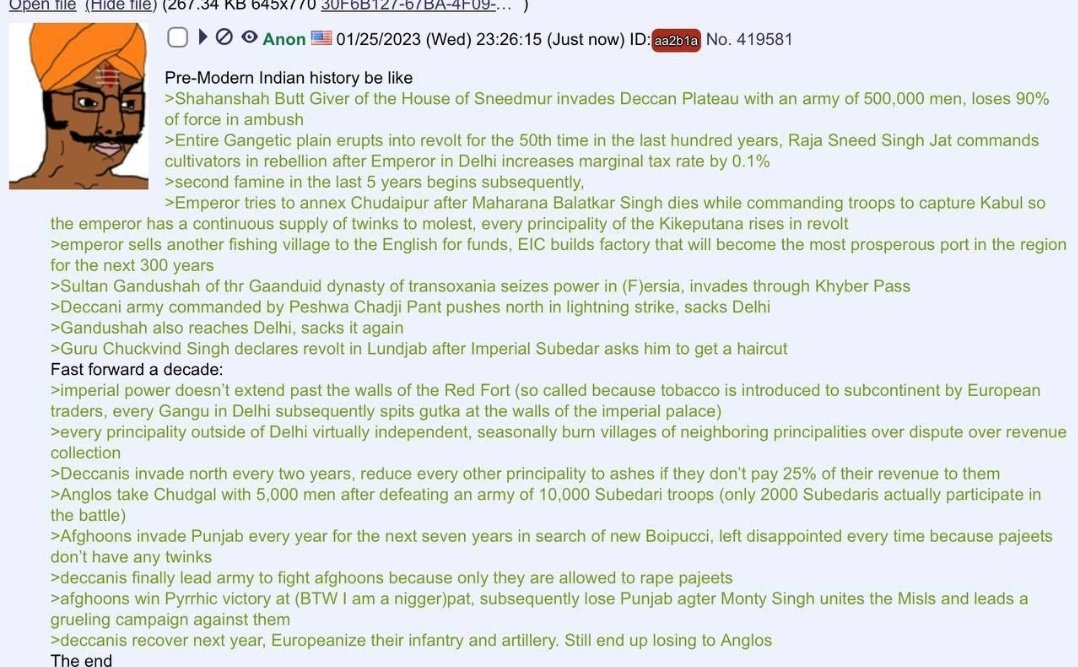 Open file (Hide file) (267.34 KB 645x770 30F6B127-67BA-4F09-... )
Anon 01/25/2023 (Wed) 23:26:15 (Just now) ID: aa2b1a No. 419581
Pre-Modern Indian history be like
>Shahanshah Butt Giver of the House of Sneedmur invades Deccan Plateau with an army of 500,000 men, loses 90%
of force in ambush
>Entire Gangetic plain erupts into revolt for the 50th time in the last hundred years, Raja Sneed Singh Jat commands
cultivators in rebellion after Emperor in Delhi increases marginal tax rate by 0.1%
>second famine in the last 5 years begins subsequently,
>Emperor tries to annex Chudaipur after Maharana Balatkar Singh dies while commanding troops to capture Kabul so
the emperor has a continuous supply of twinks to molest, every principality of the Kikeputana rises in revolt
>emperor sells another fishing village to the English for funds, EIC builds factory that will become the most prosperous port in the region
for the next 300 years
>Sultan Gandushah of thr Gaanduid dynasty of transoxania seizes power in (F)ersia, invades through Khyber Pass
>Deccani army commanded by Peshwa Chadji Pant pushes north in lightning strike, sacks Delhi
>Gandushah also reaches Delhi, sacks it again
>Guru Chuckvind Singh declares revolt in Lundjab after Imperial Subedar asks him to get a haircut
Fast forward a decade:
>imperial power doesn't extend past the walls of the Red Fort (so called because tobacco is introduced to subcontinent by European
traders, every Gangu in Delhi subsequently spits gutka at the walls of the imperial palace)
>every principality outside of Delhi virtually independent, seasonally burn villages of neighboring principalities over dispute over revenue
collection
>Deccanis invade north every two years, reduce every other principality to ashes if they don't pay 25% of their revenue to them
>Anglos take Chudgal with 5,000 men after defeating an army of 10,000 Subedari troops (only 2000 Subedaris actually participate in
the battle)
>Afghoons invade Punjab every year for the next seven years in search of new Boipucci, left disappointed every time because pajeets
don't have any twinks
>deccanis finally lead army to fight afghoons because only they are allowed to rape pajeets
>afghoons win Pyrrhic victory at (BTW I am a nigger)pat, subsequently lose Punjab agter Monty Singh unites the Misls and leads a
grueling campaign against them
>deccanis recover next year, Europeanize their infantry and artillery. Still end up losing to Anglos
The end